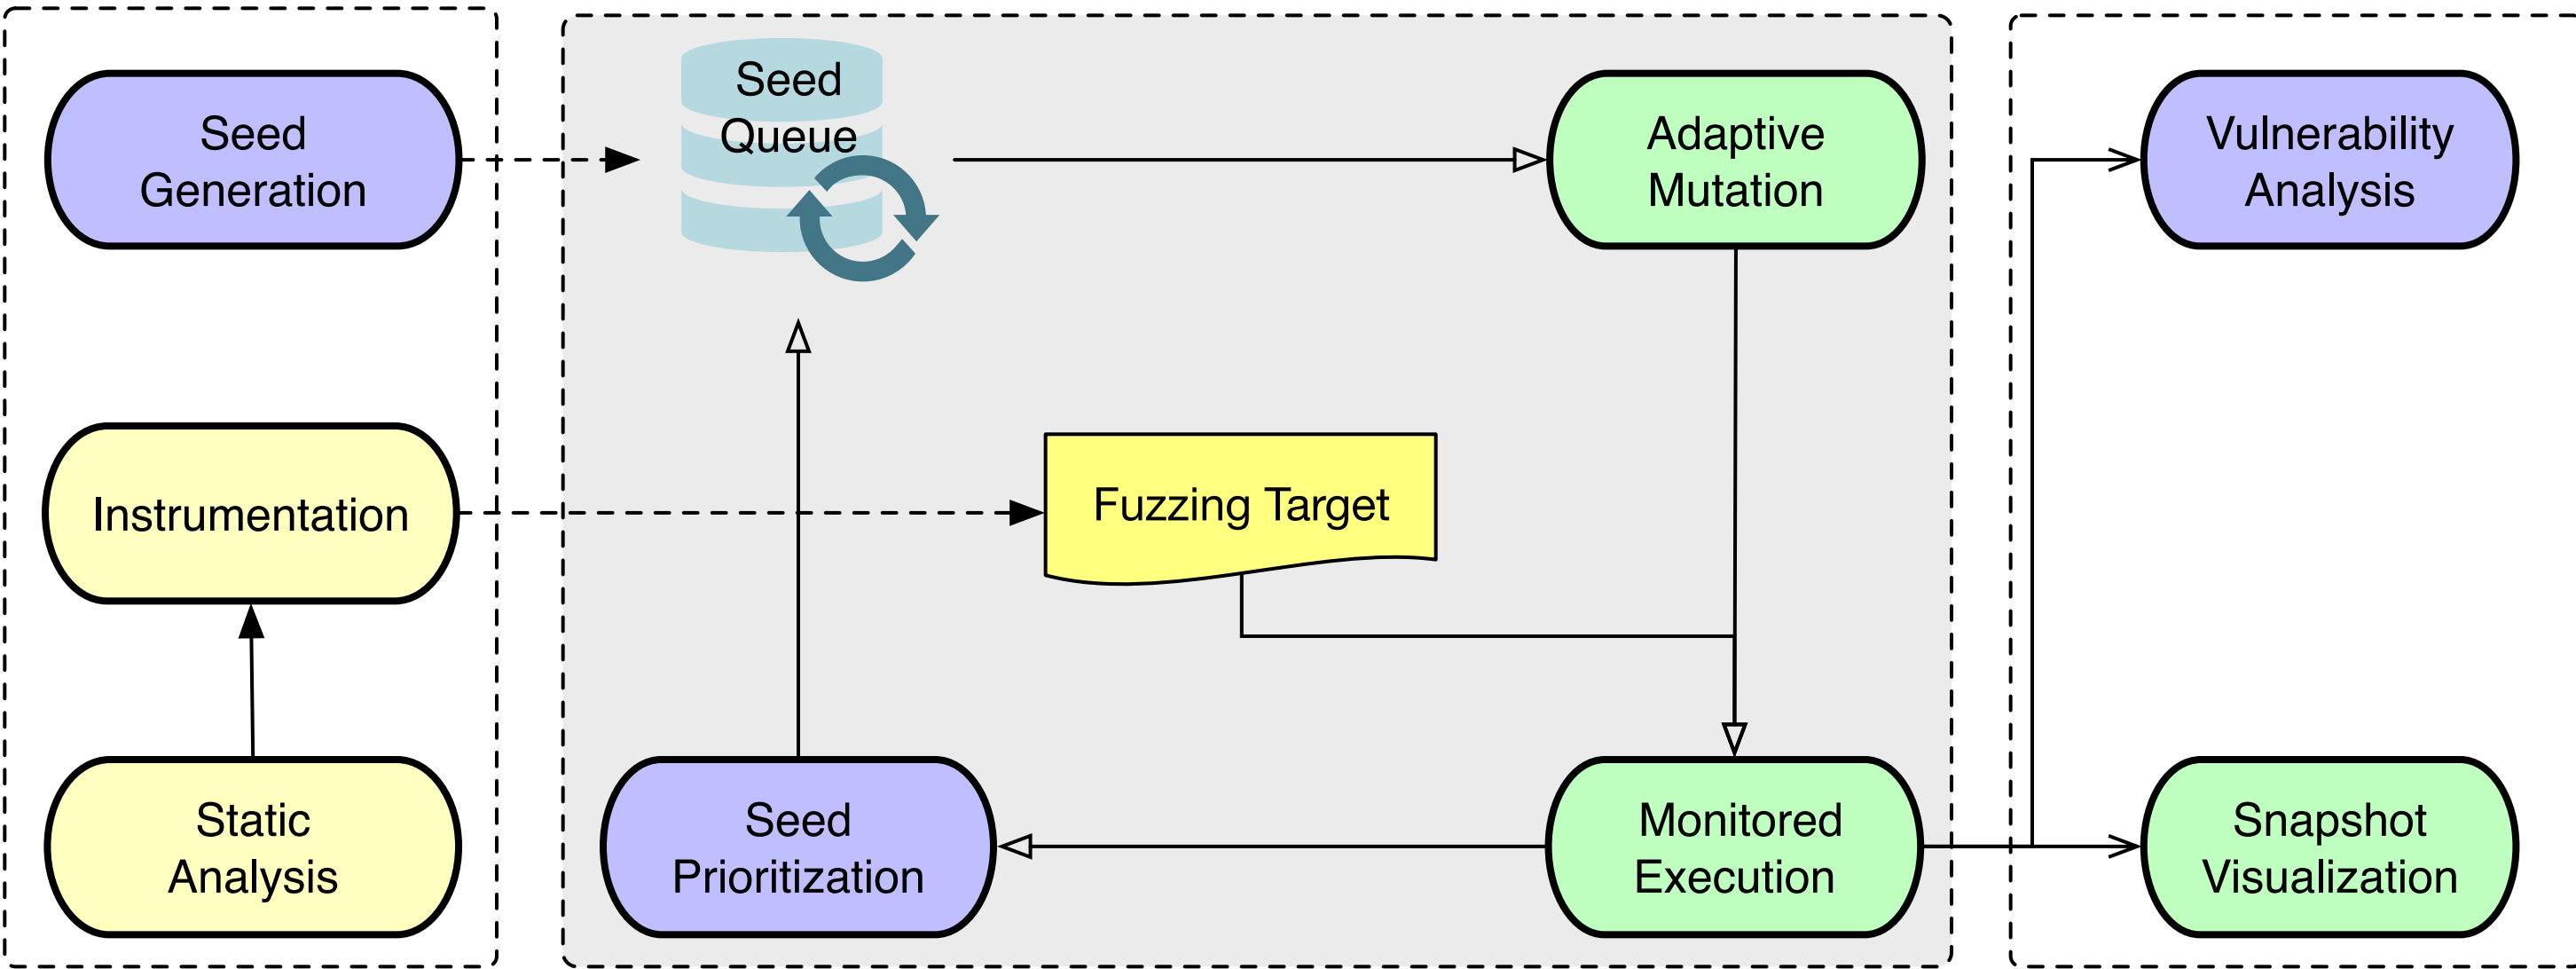 Seed
Generation
Instrumentation
Static
Analysis
Seed
Queue
Adaptive
Mutation
Fuzzing Target
Seed
Prioritization
Monitored
Execution
Vulnerability
Analysis
Snapshot
Visualization